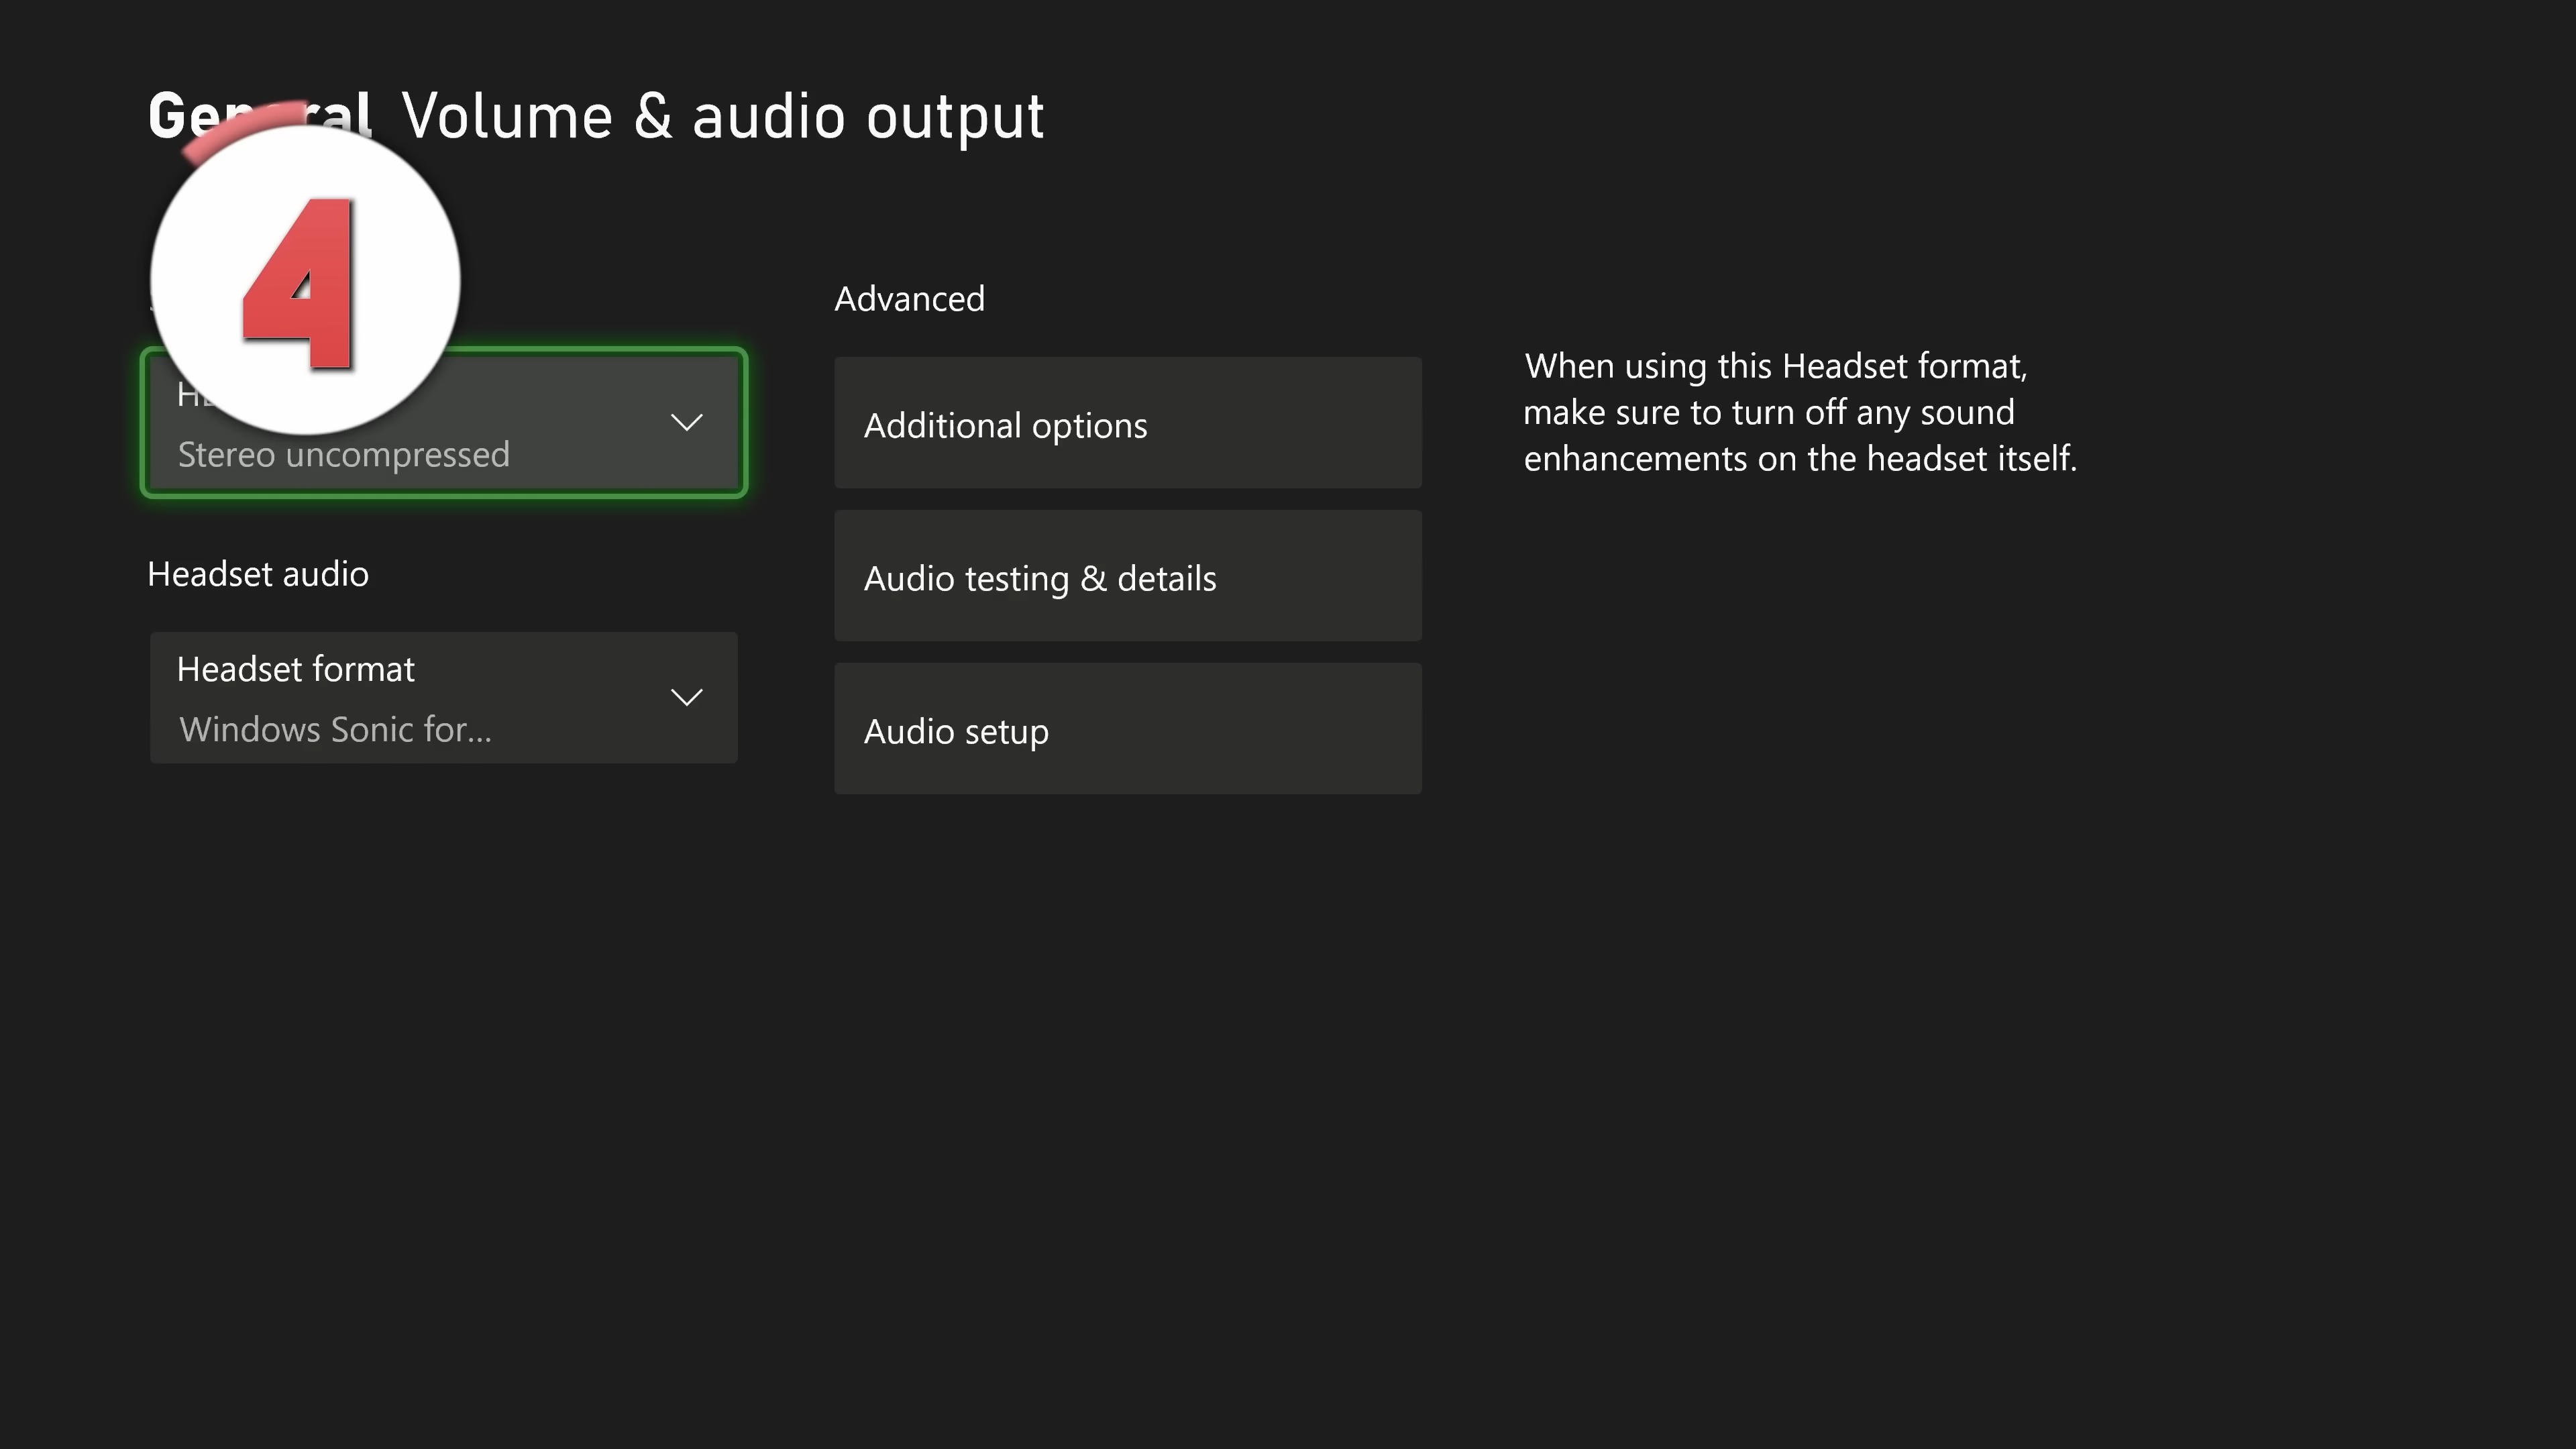 General Volume & audio output
4
Stereo uncompressed
Headset audio
Headset format
Windows Sonic for...
Advanced
Additional options
Audio testing & details
Audio setup
When using this Headset format,
make sure to turn off any sound
enhancements on the headset itself.